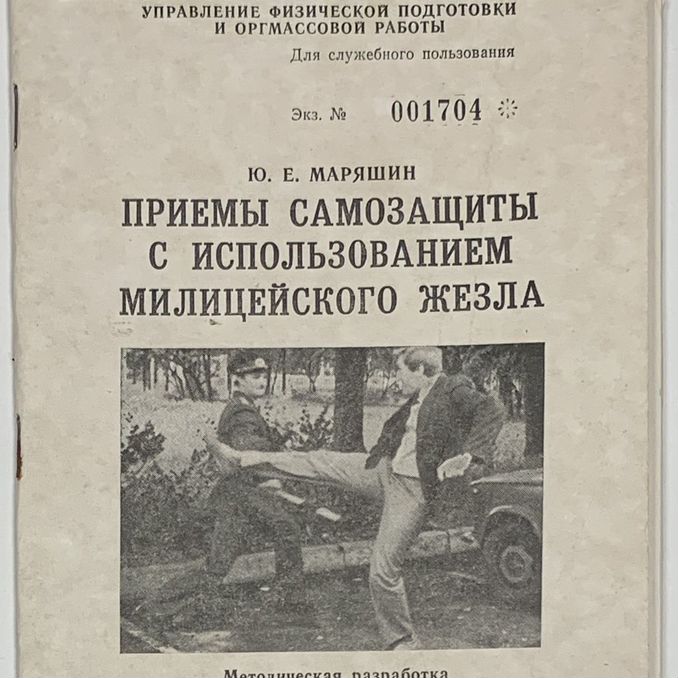 УПРАВЛЕНИЕ ФИЗИЧЕСКОЙ ПОДГОТОВКИ
И ОРГМАССОВОЙ РАБОТЫ
Для служебного пользования
Экз. № 001704
Ю. Е. МАРЯШИН
ПРИЕМЫ САМОЗАЩИТЫ
С ИСПОЛЬЗОВАНИЕМ
МИЛИЦЕЙСКОГО ЖЕЗЛА
Методическая разработка